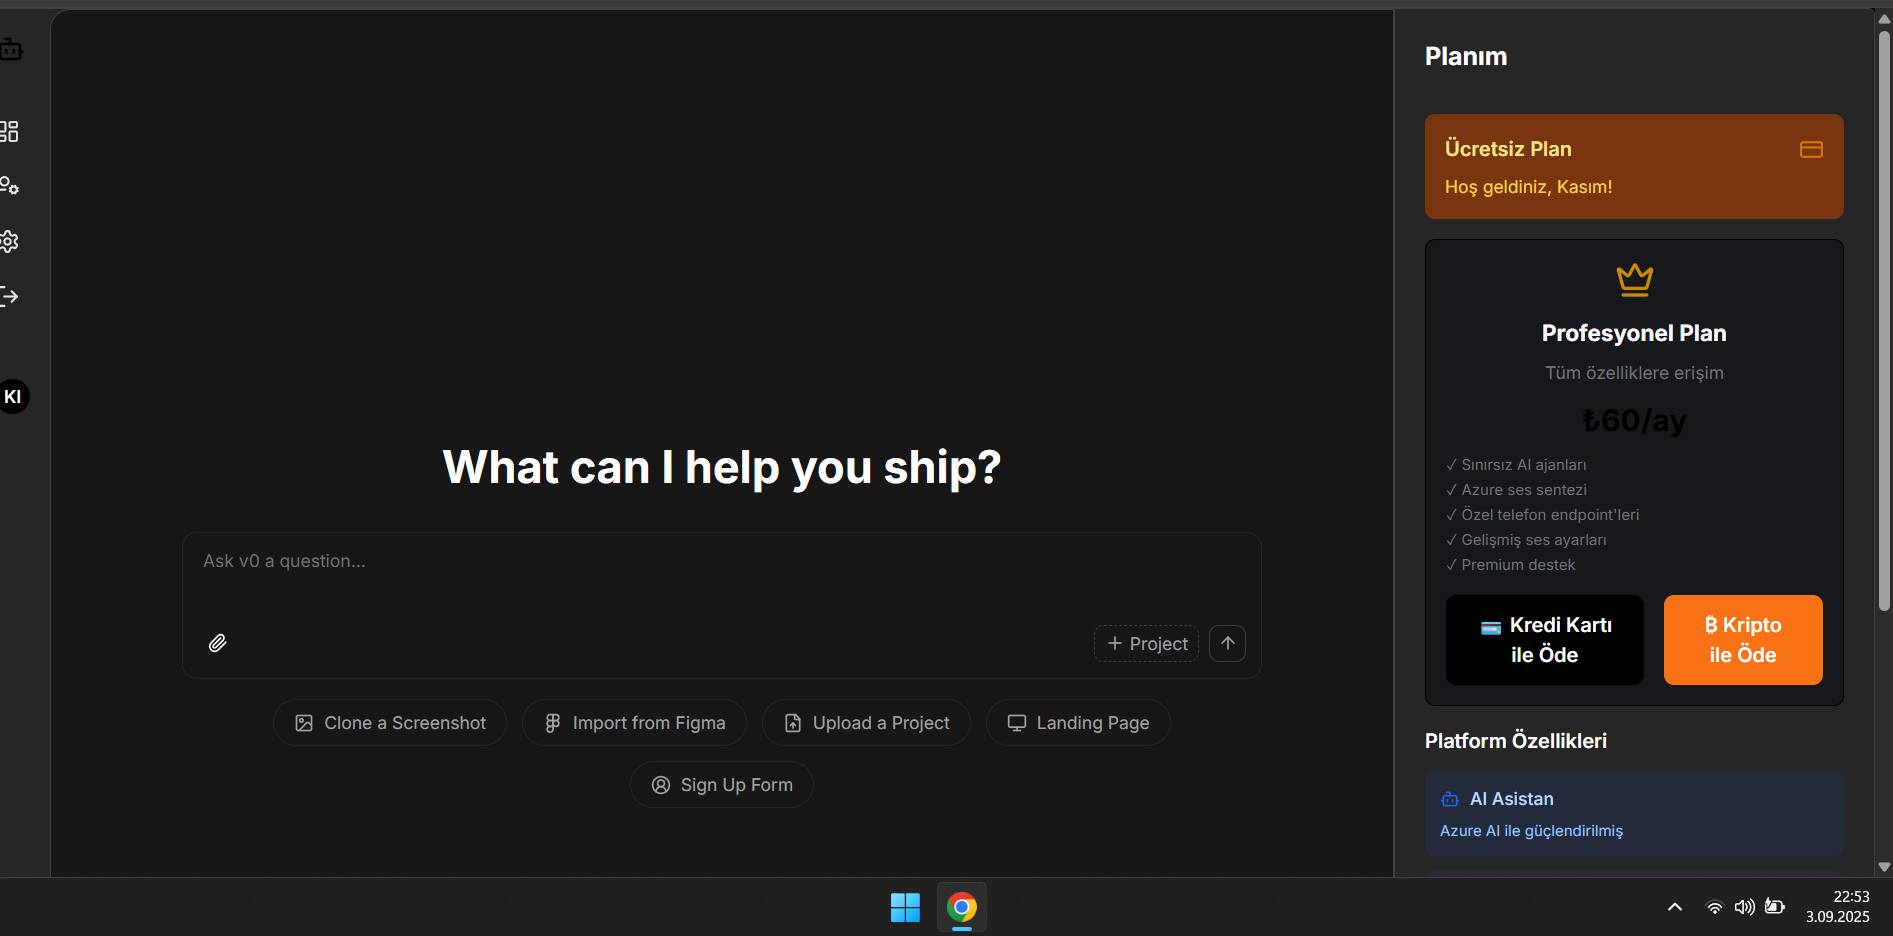 Planım
Ücretsiz Plan
Hoş geldiniz, Kasım!
Profesyonel Plan
Tüm özelliklere erişim
₺60/ay
✓ Sınırsız AI ajanları
✓ Azure ses sentezi
✓ Özel telefon endpoint'leri
✓ Gelişmiş ses ayarları
✓ Premium destek
Kredi Kartı
ile Öde
₿ Kripto
ile Öde
Platform Özellikleri
AI Asistan
Azure AI ile güçlendirilmiş
KI
What can I help you ship?
Ask v0 a question...
Project
Clone a Screenshot
Import from Figma
Upload a Project
Landing Page
Sign Up Form
22:53
3.09.2025